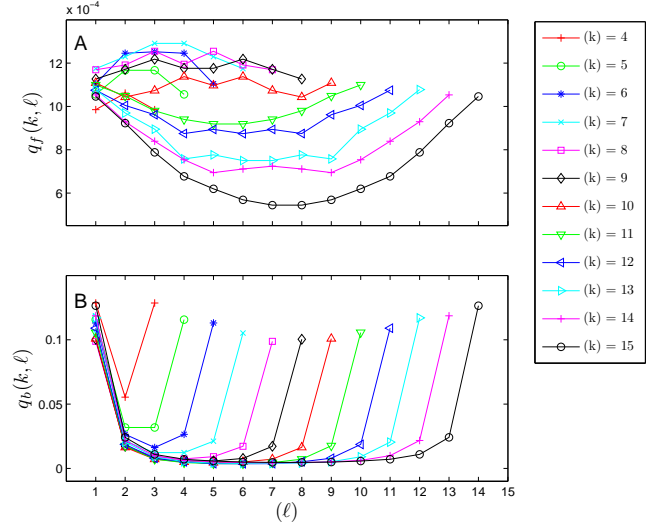 x 10⁻⁴
A
12
10
8
6
q_f(k, ℓ)
B
0.1
0.05
0
q_b(k, ℓ)
1 2 3 4 5 6 7 8 9 10 11 12 13 14 15
(ℓ)
(k) = 4
(k) = 5
(k) = 6
(k) = 7
(k) = 8
(k) = 9
(k) = 10
(k) = 11
(k) = 12
(k) = 13
(k) = 14
(k) = 15